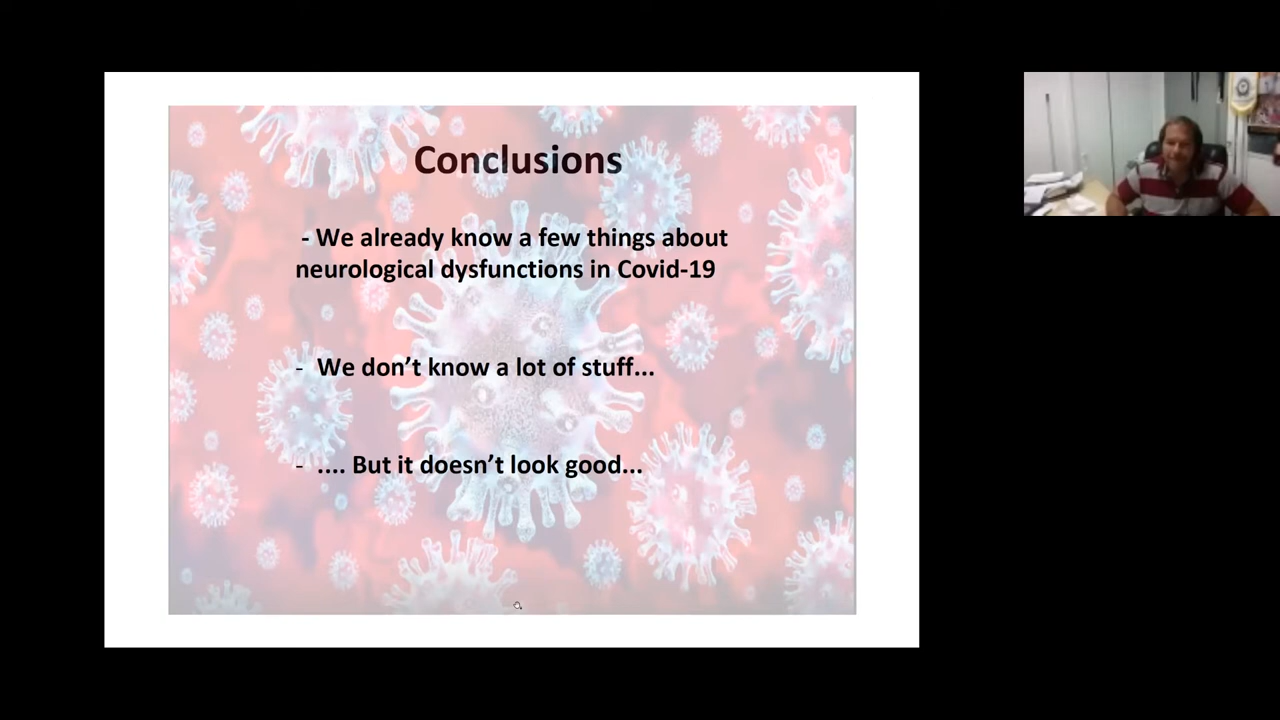 Conclusions
- We already know a few things about
neurological dysfunctions in Covid-19
- We don’t know a lot of stuff...
- .... But it doesn’t look good...